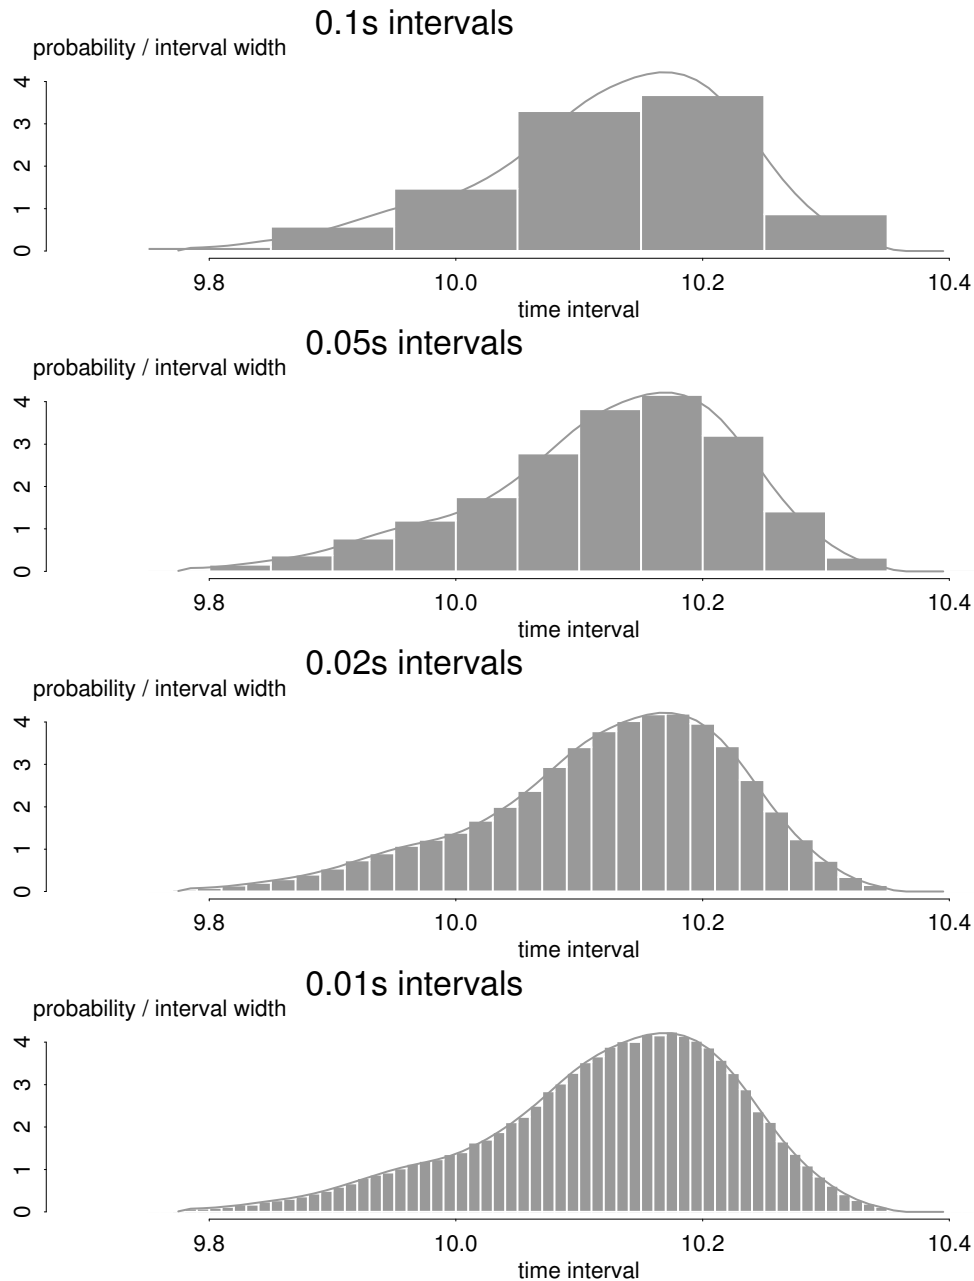 0.1s intervals
probability / interval width
4
3
2
1
0
9.8 10.0 10.2 10.4
time interval
0.05s intervals
probability / interval width
4
3
2
1
0
9.8 10.0 10.2 10.4
time interval
0.02s intervals
probability / interval width
4
3
2
1
0
9.8 10.0 10.2 10.4
time interval
0.01s intervals
probability / interval width
4
3
2
1
0
9.8 10.0 10.2 10.4
time interval